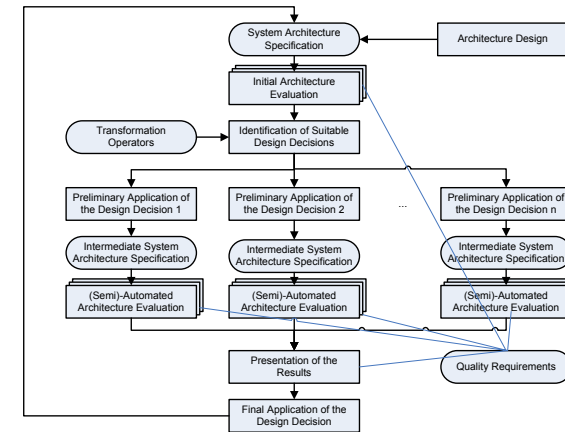 System Architecture
Specification
Architecture Design
Initial Architecture
Evaluation
Transformation
Operators
Identification of Suitable
Design Decisions
Preliminary Application of
the Design Decision 1
Preliminary Application of
the Design Decision 2
...
Preliminary Application of
the Design Decision n
Intermediate System
Architecture Specification
Intermediate System
Architecture Specification
Intermediate System
Architecture Specification
(Semi)-Automated
Architecture Evaluation
(Semi)-Automated
Architecture Evaluation
(Semi)-Automated
Architecture Evaluation
Presentation of the
Results
Quality Requirements
Final Application of the
Design Decision